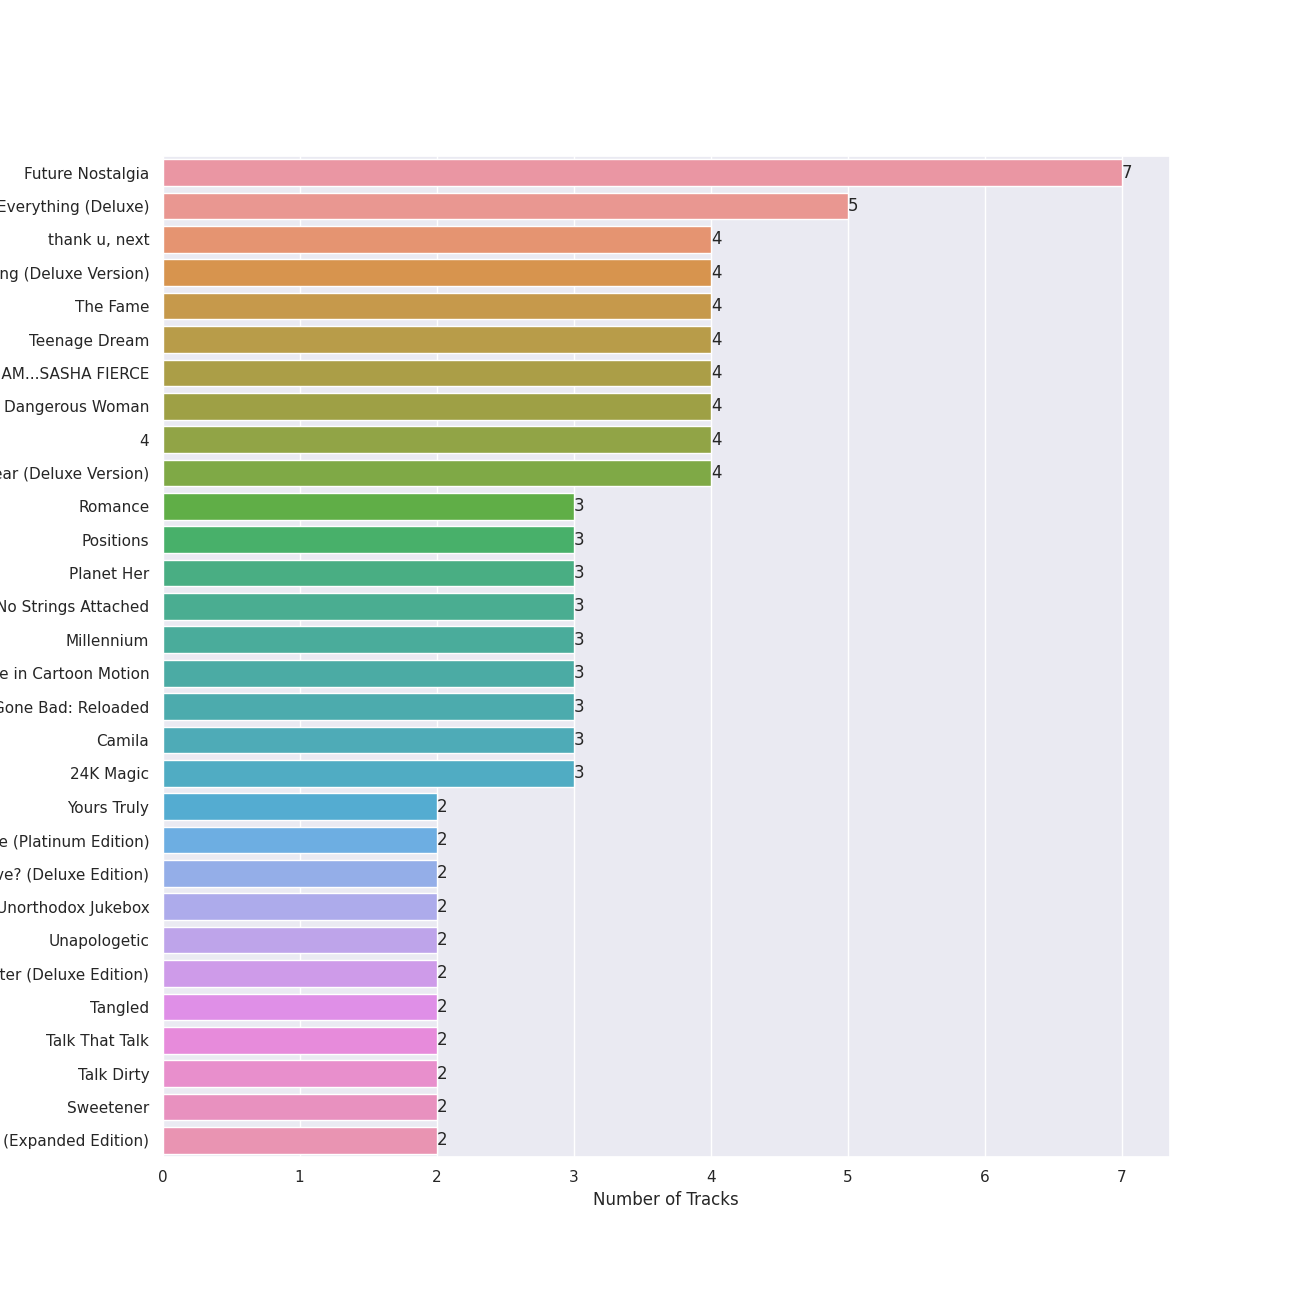 Future Nostalgia 7
Everything (Deluxe) 5
thank u, next 4
ng (Deluxe Version) 4
The Fame 4
Teenage Dream 4
AM...SASHA FIERCE 4
Dangerous Woman 4
4 4
ear (Deluxe Version) 4
Romance 3
Positions 3
Planet Her 3
No Strings Attached 3
Millennium 3
e in Cartoon Motion 3
Gone Bad: Reloaded 3
Camila 3
24K Magic 3
Yours Truly 2
e (Platinum Edition) 2
ve? (Deluxe Edition) 2
Unorthodox Jukebox 2
Unapologetic 2
ter (Deluxe Edition) 2
Tangled 2
Talk That Talk 2
Talk Dirty 2
Sweetener 2
(Expanded Edition) 2
0 1 2 3 4 5 6 7
Number of Tracks